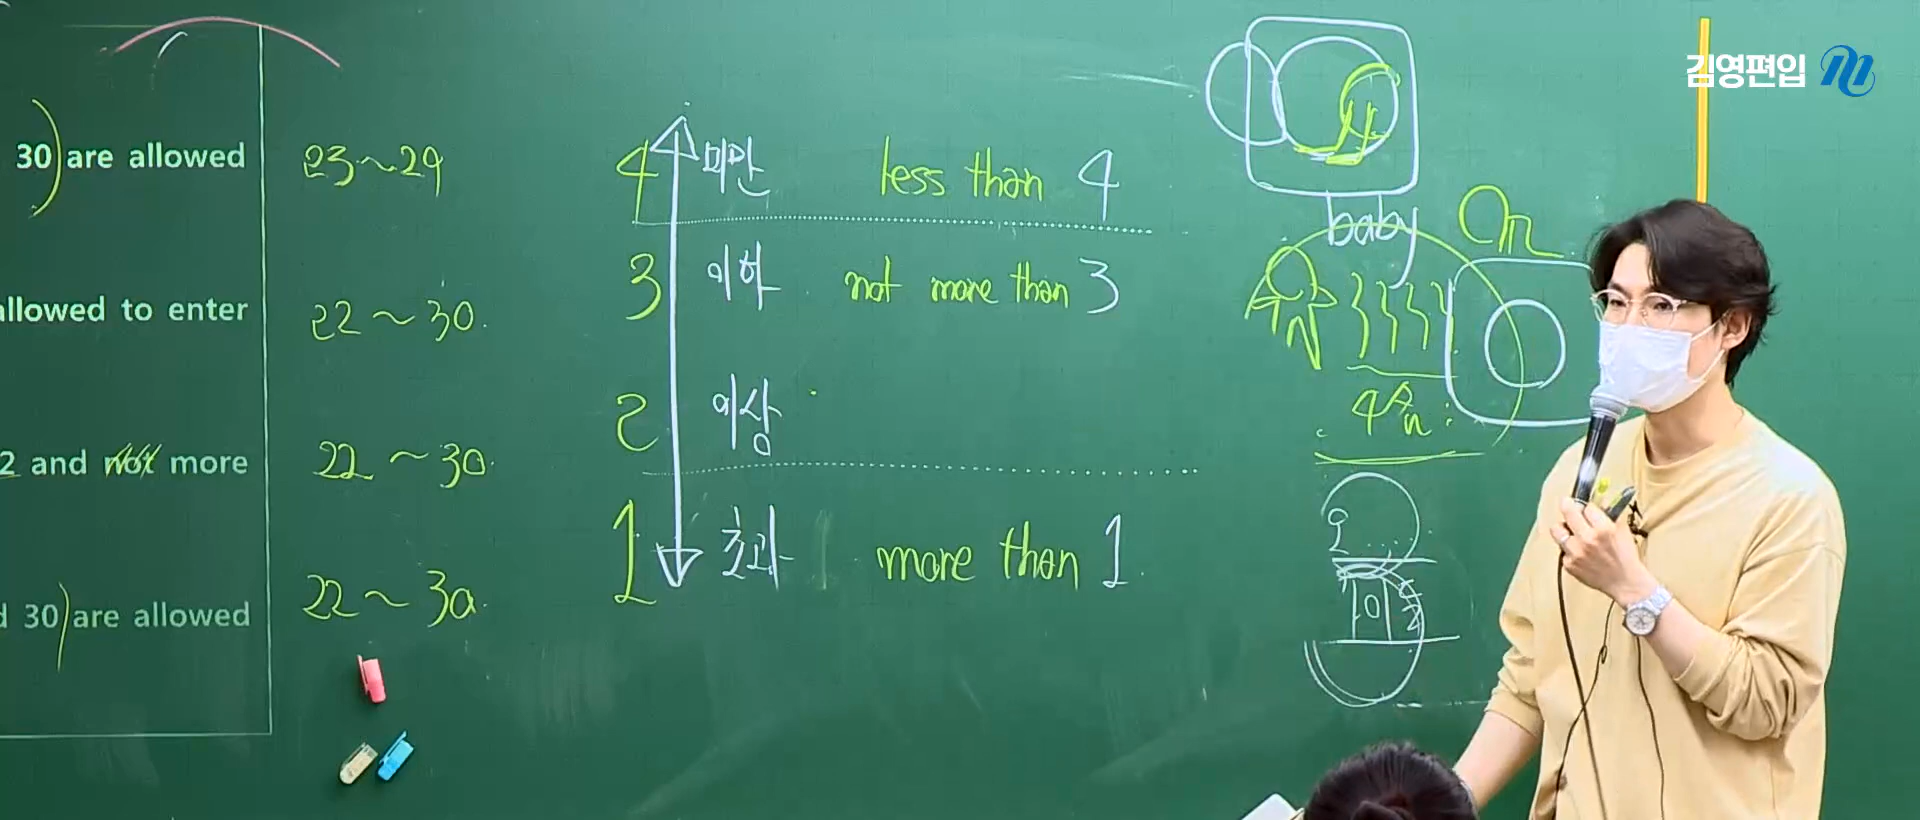 김영편입
30) are allowed 23~29
allowed to enter 22~30.
2 and not more 22~30.
d 30) are allowed 22~30.
4 미만 less than 4
3 이하 not more than 3
2 이상
1 초과 more than 1
baby